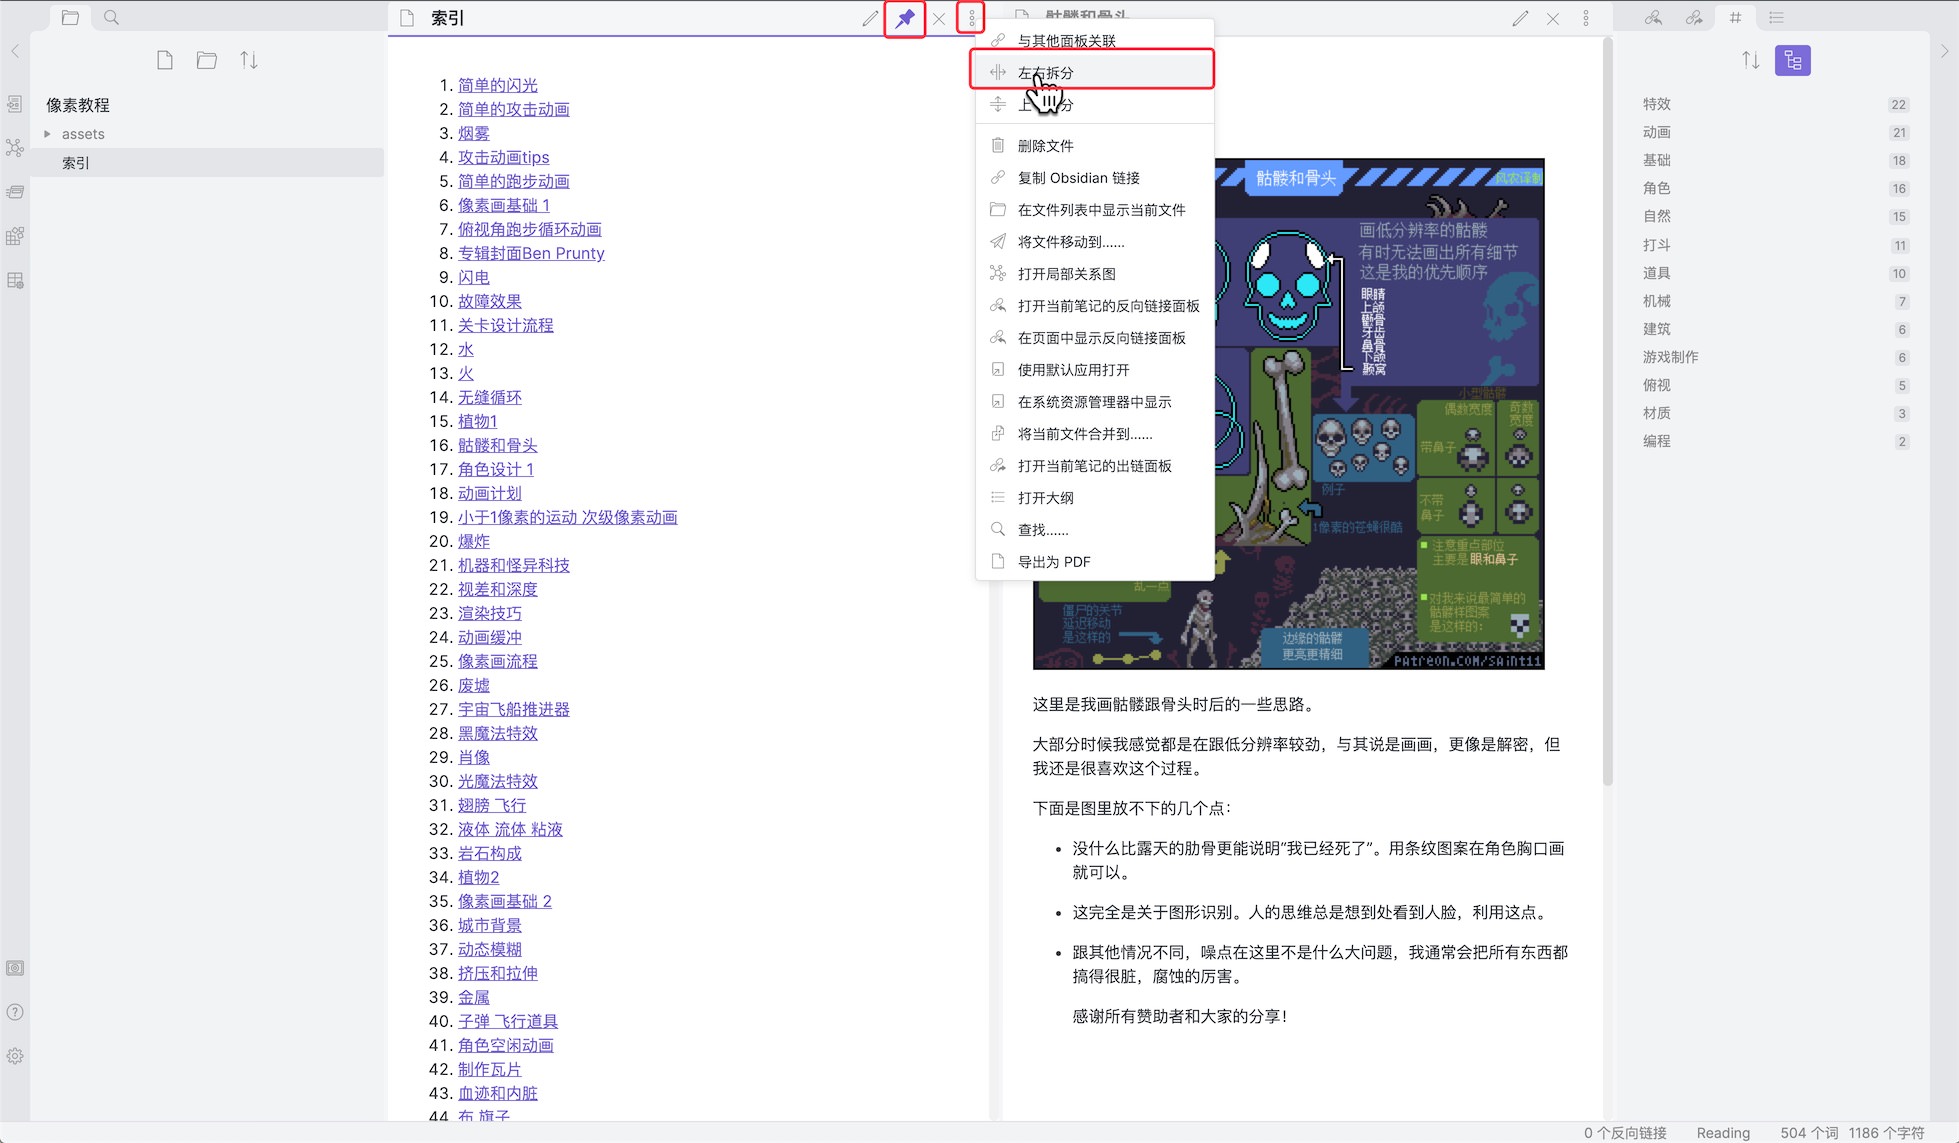 索引
骷髅和骨头
像素教程
assets
索引
1. 简单的闪光
2. 简单的攻击动画
3. 烟雾
4. 攻击动画tips
5. 简单的跑步动画
6. 像素画基础 1
7. 俯视角跑步循环动画
8. 专辑封面Ben Prunty
9. 闪电
10. 故障效果
11. 关卡设计流程
12. 水
13. 火
14. 无缝循环
15. 植物1
16. 骷髅和骨头
17. 角色设计 1
18. 动画计划
19. 小于1像素的运动 次级像素动画
20. 爆炸
21. 机器和怪异科技
22. 视差和深度
23. 渲染技巧
24. 动画缓冲
25. 像素画流程
26. 废墟
27. 宇宙飞船推进器
28. 黑魔法特效
29. 肖像
30. 光魔法特效
31. 翅膀 飞行
32. 液体 流体 粘液
33. 岩石构成
34. 植物2
35. 像素画基础 2
36. 城市背景
37. 动态模糊
38. 挤压和拉伸
39. 金属
40. 子弹 飞行道具
41. 角色空闲动画
42. 制作瓦片
43. 血迹和内脏
44. 布 旗子
与其他面板关联
左右拆分
上 分
删除文件
复制 Obsidian 链接
在文件列表中显示当前文件
将文件移动到......
打开局部关系图
打开当前笔记的反向链接面板
在页面中显示反向链接面板
使用默认应用打开
在系统资源管理器中显示
将当前文件合并到......
打开当前笔记的出链面板
打开大纲
查找......
导出为 PDF
骷髅和骨头
风农译制
画低分辨率的骷髅
有时无法画出所有细节
这是我的优先顺序
眼睛
上颌
颧骨
牙齿
鼻骨
下颌
颞窝
小型骷髅
偶数宽度
奇数
宽度
带鼻子
不带
鼻子
例子
1像素的苍蝇很酷
注意重点部位
主要是 眼和鼻子
对我来说最简单的
骷髅样图案
是这样的:
乱一点
僵尸的关节
延迟移动
是这样的
边缘的骷髅
更亮更精细
PATREON.COM/SAINT11
这里是我画骷髅跟骨头时后的一些思路。
大部分时候我感觉都是在跟低分辨率较劲，与其说是画画，更像是解密，但
我还是很喜欢这个过程。
下面是图里放不下的几个点：
• 没什么比露天的肋骨更能说明“我已经死了”。用条纹图案在角色胸口画
就可以。
• 这完全是关于图形识别。人的思维总是想到处看到人脸，利用这点。
• 跟其他情况不同，噪点在这里不是什么大问题，我通常会把所有东西都
搞得很脏，腐蚀的厉害。
感谢所有赞助者和大家的分享！
特效 22
动画 21
基础 18
角色 16
自然 15
打斗 11
道具 10
机械 7
建筑 6
游戏制作 6
俯视 5
材质 3
编程 2
0 个反向链接 Reading 504 个词 1186 个字符